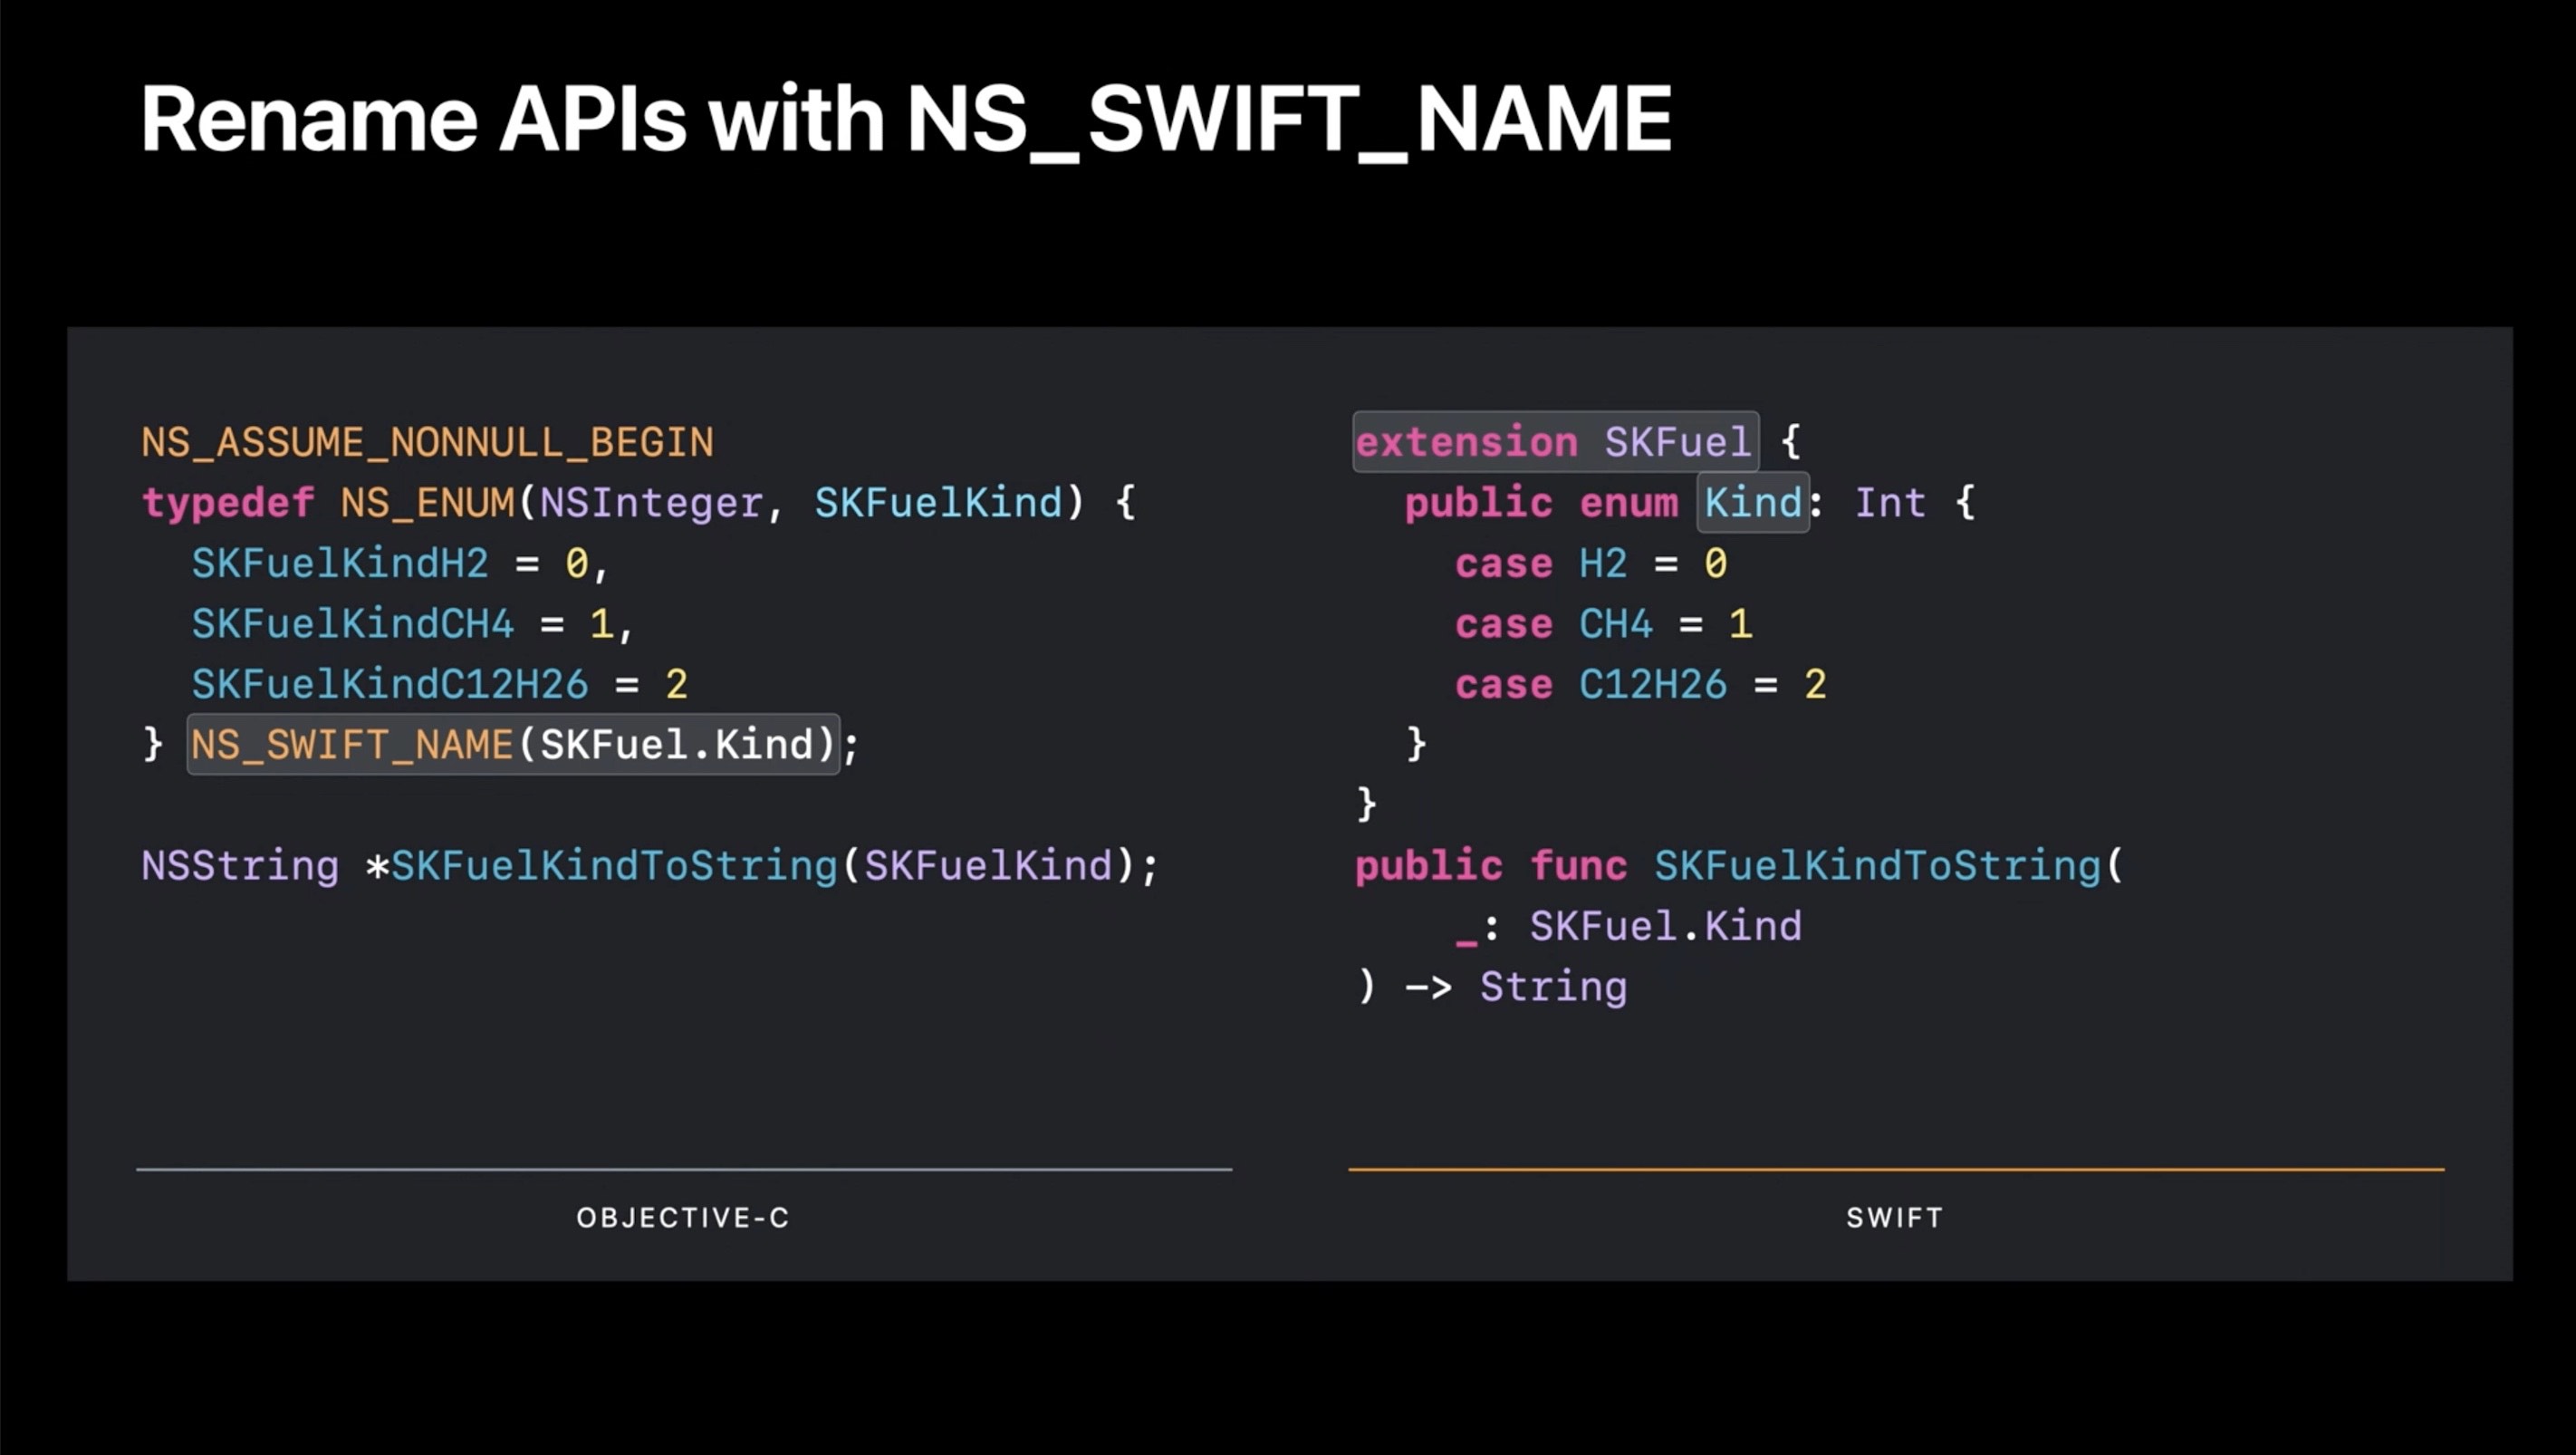 Rename APIs with NS_SWIFT_NAME
NS_ASSUME_NONNULL_BEGIN
typedef NS_ENUM(NSInteger, SKFuelKind) {
SKFuelKindH2 = 0,
SKFuelKindCH4 = 1,
SKFuelKindC12H26 = 2
} NS_SWIFT_NAME(SKFuel.Kind);
NSString *SKFuelKindToString(SKFuelKind);
OBJECTIVE-C
extension SKFuel {
public enum Kind: Int {
case H2 = 0
case CH4 = 1
case C12H26 = 2
}
}
public func SKFuelKindToString(
_: SKFuel.Kind
) -> String
SWIFT